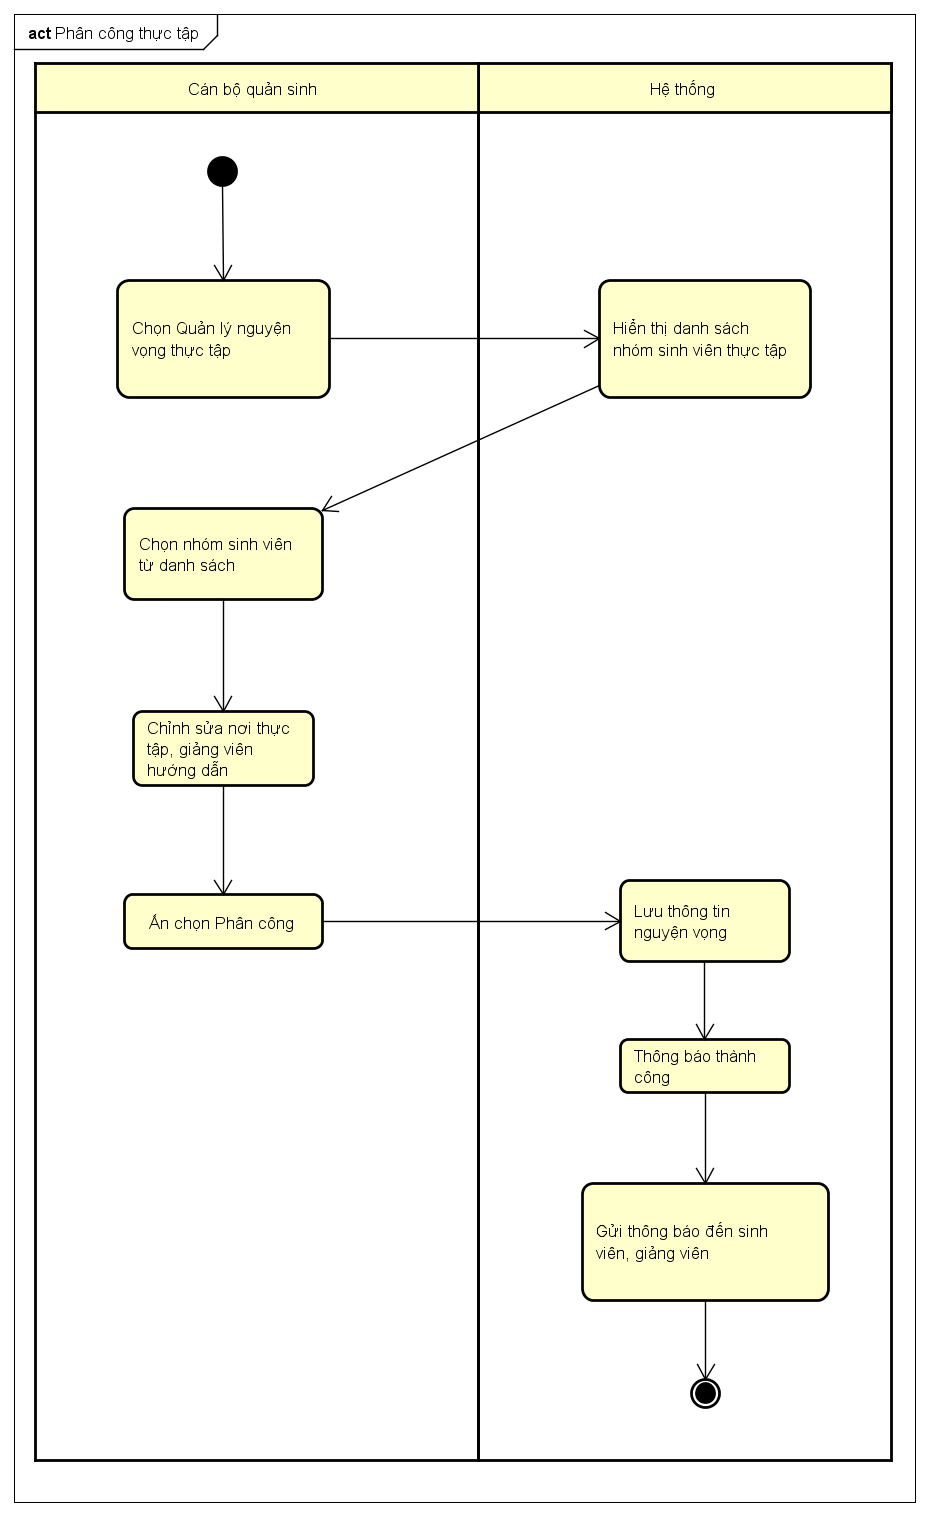 act Phân công thực tập
Cán bộ quản sinh
Hệ thống
Chọn Quản lý nguyện
vọng thực tập
Hiển thị danh sách
nhóm sinh viên thực tập
Chọn nhóm sinh viên
từ danh sách
Chỉnh sửa nơi thực
tập, giảng viên
hướng dẫn
Ấn chọn Phân công
Lưu thông tin
nguyện vọng
Thông báo thành
công
Gửi thông báo đến sinh
viên, giảng viên